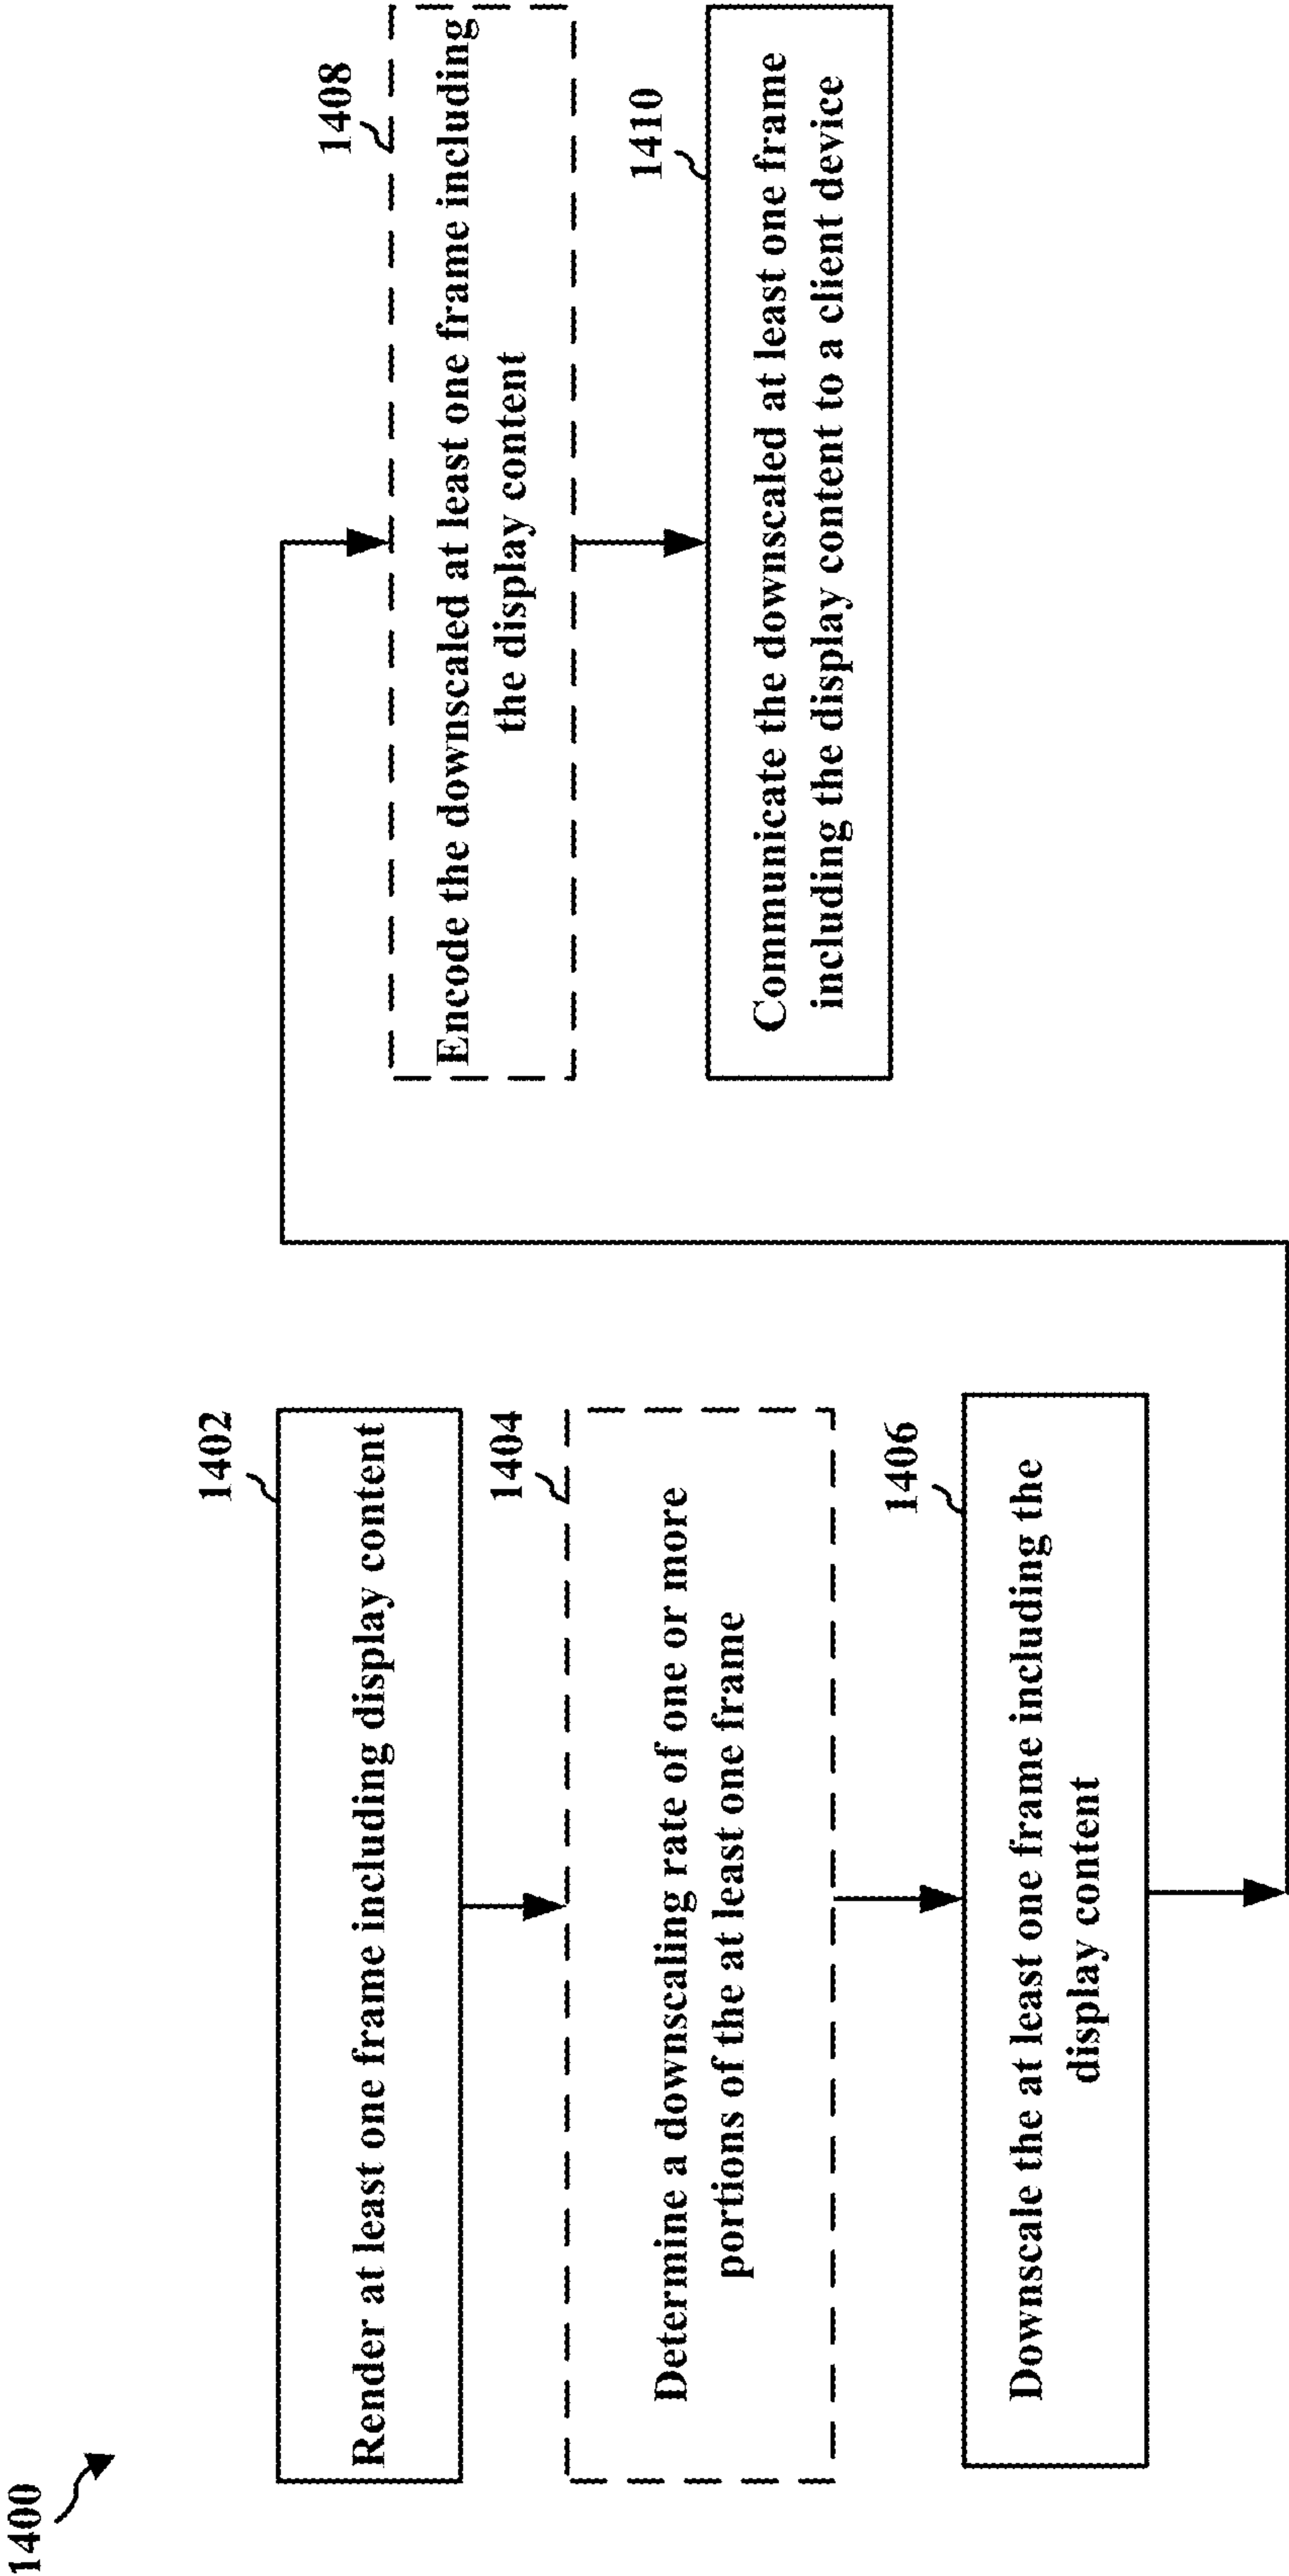 1400
1402
Render at least one frame including display content
1404
Determine a downscaling rate of one or more
portions of the at least one frame
1406
Downscale the at least one frame including the
display content
1408
Encode the downscaled at least one frame including
the display content
1410
Communicate the downscaled at least one frame
including the display content to a client device